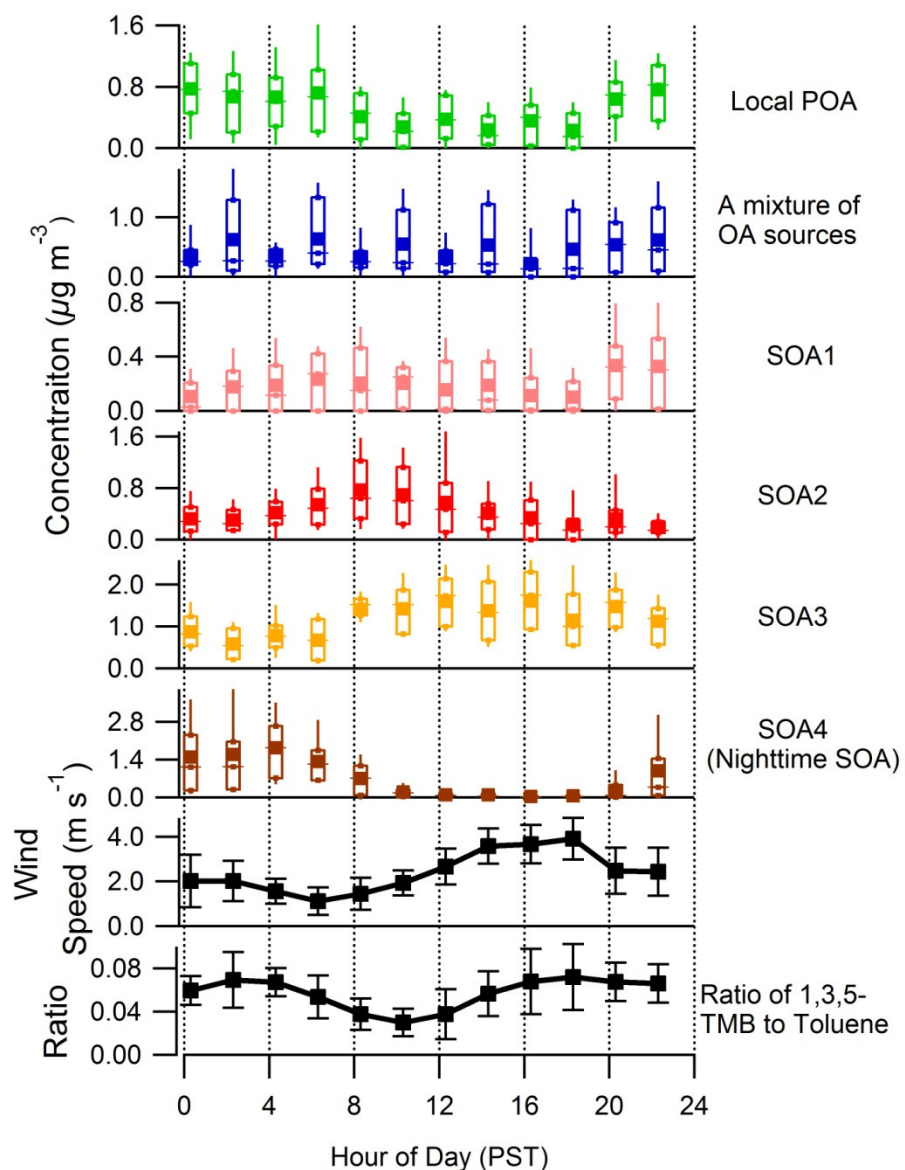 1.6
0.8
0.0
Local POA
1.0
0.0
A mixture of
OA sources
0.8
0.4
0.0
SOA1
Concentraiton (µg m⁻³)
1.6
0.8
0.0
SOA2
2.0
1.0
0.0
SOA3
2.8
1.4
0.0
SOA4
(Nighttime SOA)
Wind
Speed (m s⁻¹)
4.0
2.0
0.0
Ratio
0.08
0.04
0.00
Ratio of 1,3,5-
TMB to Toluene
0 4 8 12 16 20 24
Hour of Day (PST)